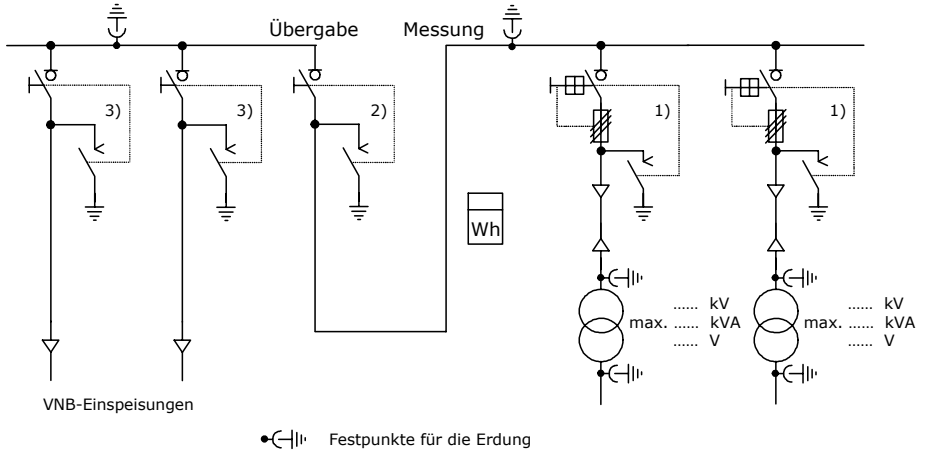 Übergabe
Messung
3)
3)
2)
1)
1)
Wh
...... kV
max. ...... kVA
...... V
...... kV
max. ...... kVA
...... V
VNB-Einspeisungen
Festpunkte für die Erdung